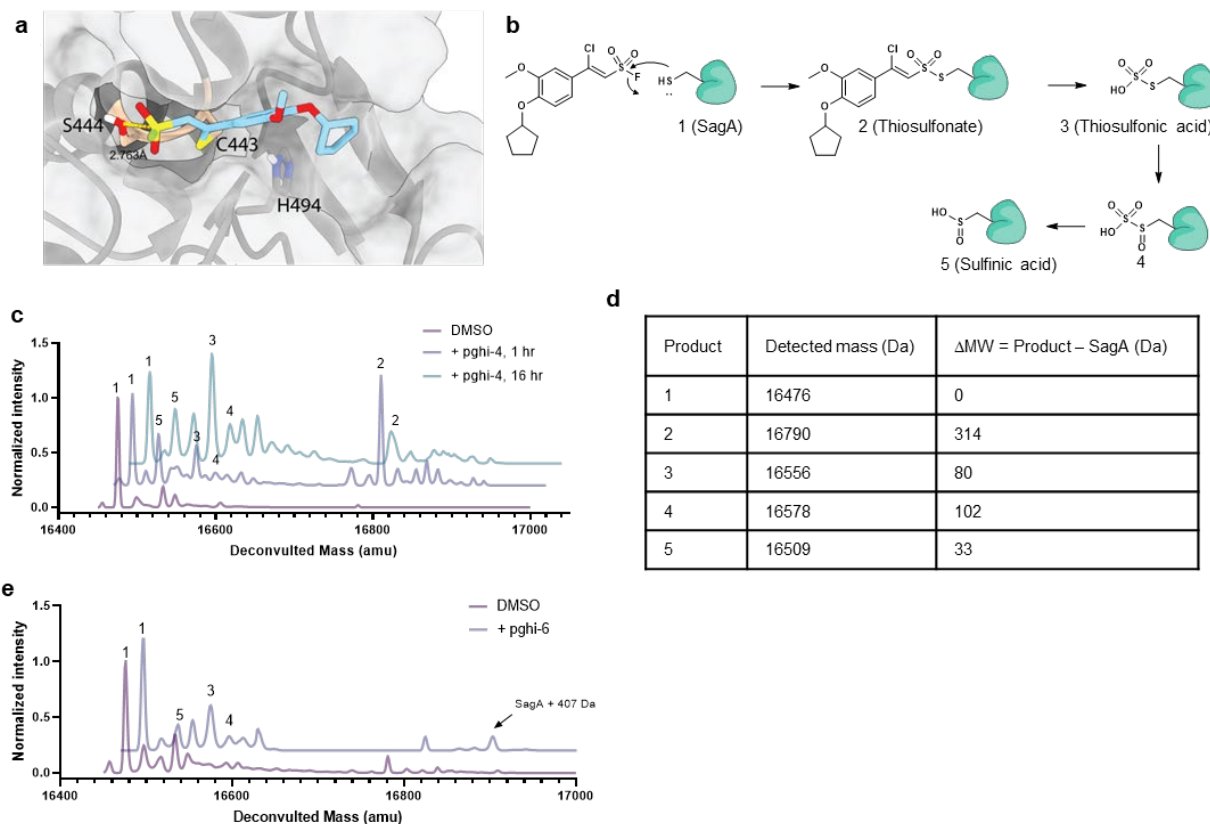 a
S444
2.763Å
C443
H494
b
Cl
O
O
S
F
O
O
HS
..
1 (SagA)
Cl
O
O
S
S
O
O
2 (Thiosulfonate)
O
O
S
HO
S
3 (Thiosulfonic acid)
O
O
S
HO
S
O
4
HO
S
O
5 (Sulfinic acid)
c
Normalized intensity
1.5
1.0
0.5
0.0
DMSO
+ pghi-4, 1 hr
+ pghi-4, 16 hr
1
1
1
5
5
3
3
4
4
2
2
16400
16600
16800
17000
Deconvulted Mass (amu)
d
Product Detected mass (Da) ΔMW = Product – SagA (Da)
1 16476 0
2 16790 314
3 16556 80
4 16578 102
5 16509 33
e
Normalized intensity
1.5
1.0
0.5
0.0
DMSO
+ pghi-6
1
1
5
3
4
SagA + 407 Da
16400
16600
16800
17000
Deconvulted Mass (amu)